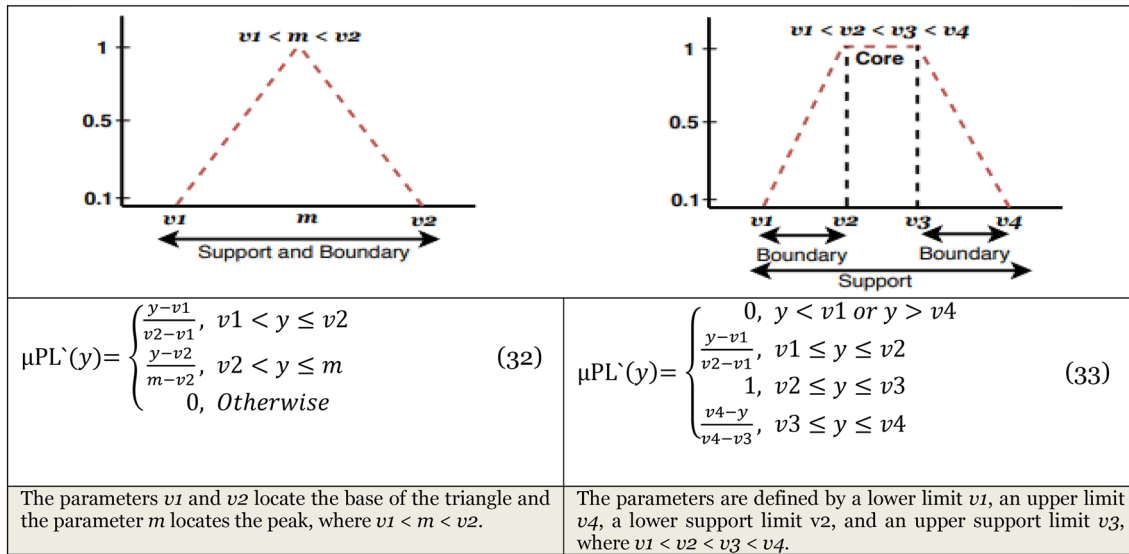 v1 < m < v2
1
0.5
0.1
v1 m v2
Support and Boundary
v1 < v2 < v3 < v4
1
Core
0.5
0.1
v1 v2 v3 v4
Boundary Boundary
Support
μPL`(y)= { (y−v1)/(v2−v1), v1 < y ≤ v2
(y−v2)/(m−v2), v2 < y ≤ m (32)
0, Otherwise
μPL`(y)= { 0, y < v1 or y > v4
(y−v1)/(v2−v1), v1 ≤ y ≤ v2
1, v2 ≤ y ≤ v3 (33)
(v4−y)/(v4−v3), v3 ≤ y ≤ v4
The parameters v1 and v2 locate the base of the triangle and
the parameter m locates the peak, where v1 < m < v2.
The parameters are defined by a lower limit v1, an upper limit
v4, a lower support limit v2, and an upper support limit v3,
where v1 < v2 < v3 < v4.